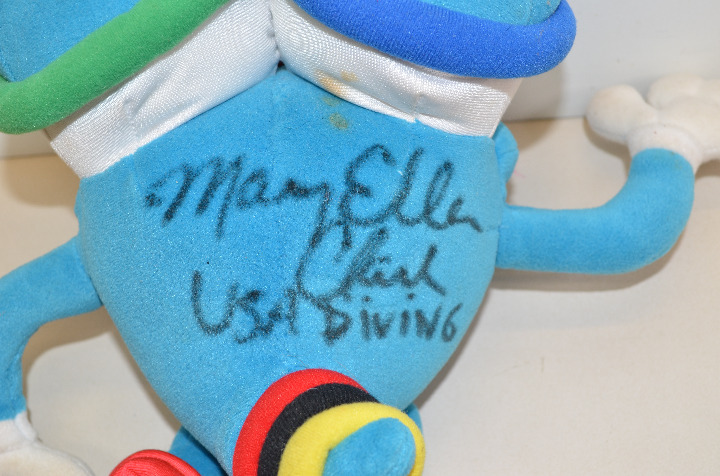 Mary Ellen
Clark
USA DIVING